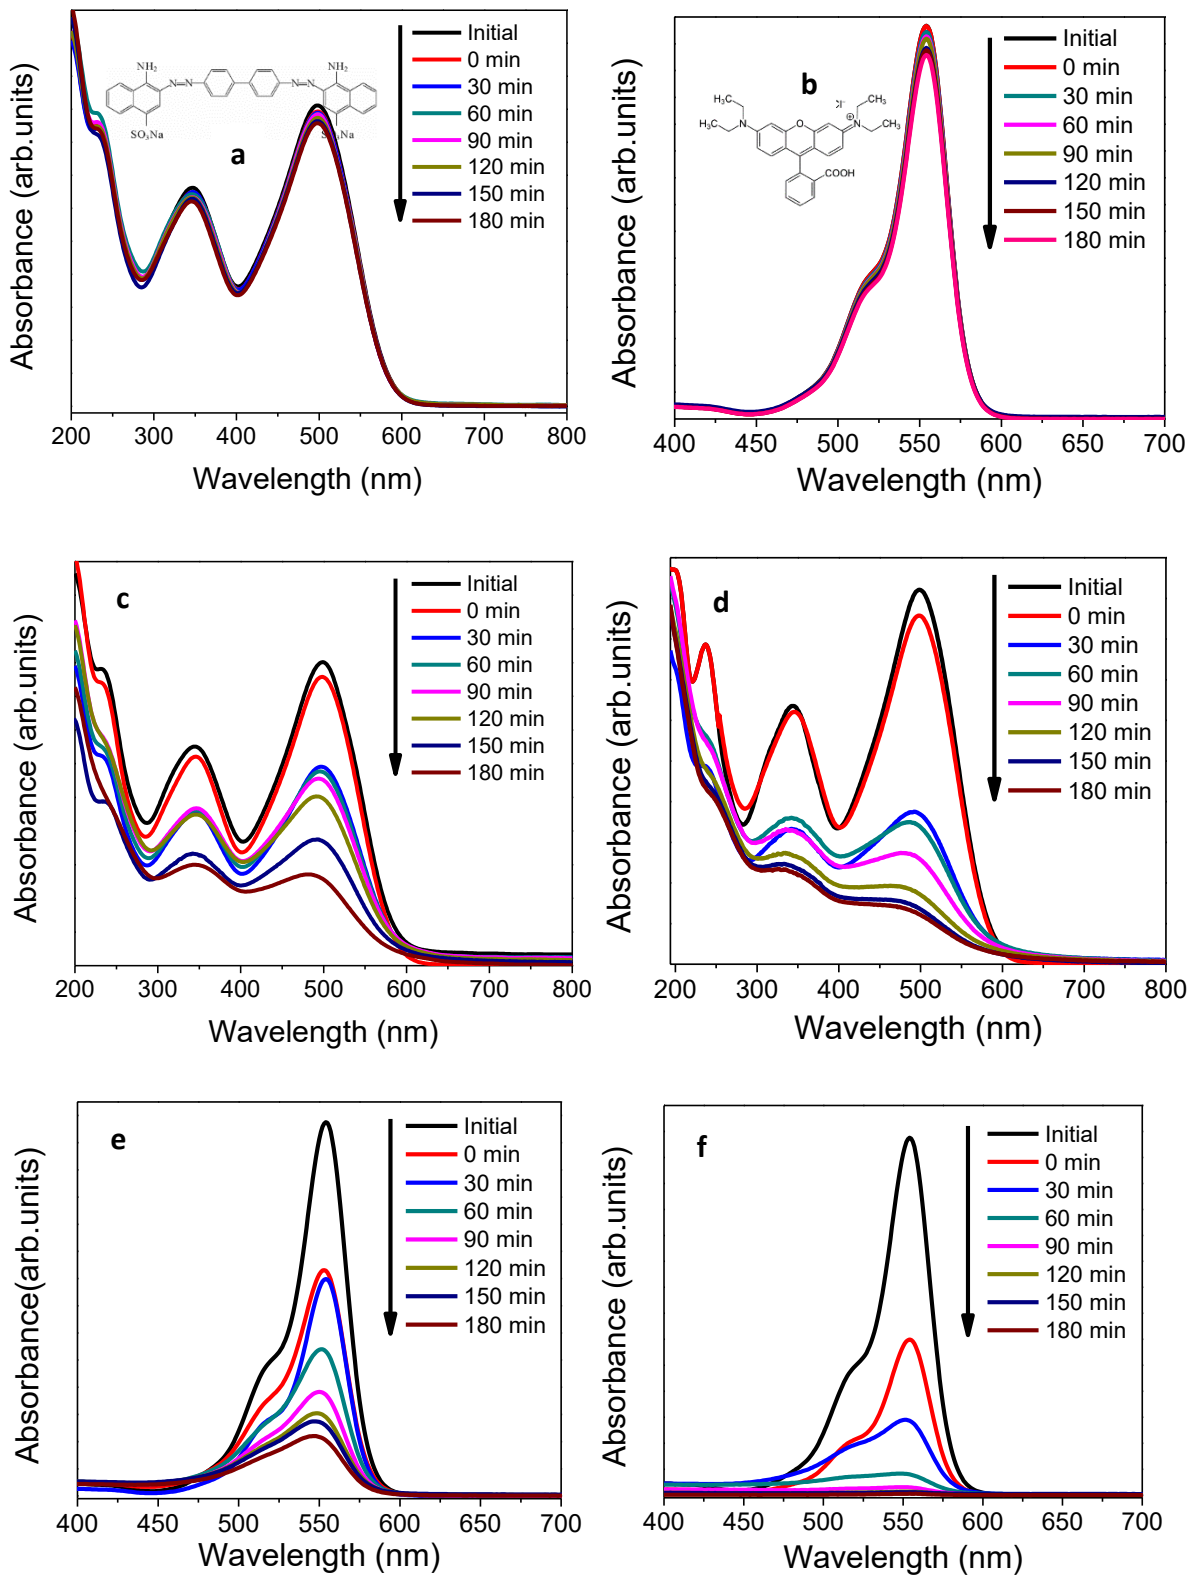 Absorbance (arb.units)
a
NH₂
N=N
N=N
NH₂
SO₃Na
SO₃Na
Initial
0 min
30 min
60 min
90 min
120 min
150 min
180 min
200 300 400 500 600 700 800
Wavelength (nm)
Absorbance (arb.units)
b
H₃C
CH₃
Cl⁻
H₃C
N
O
N⊕
CH₃
COOH
Initial
0 min
30 min
60 min
90 min
120 min
150 min
180 min
400 450 500 550 600 650 700
Wavelength (nm)
Absorbance (arb.units)
c
Initial
0 min
30 min
60 min
90 min
120 min
150 min
180 min
200 300 400 500 600 700 800
Wavelength (nm)
Absorbance (arb.units)
d
Initial
0 min
30 min
60 min
90 min
120 min
150 min
180 min
200 300 400 500 600 700 800
Wavelength (nm)
Absorbance(arb.units)
e
Initial
0 min
30 min
60 min
90 min
120 min
150 min
180 min
400 450 500 550 600 650 700
Wavelength (nm)
Absorbance (arb.units)
f
Initial
0 min
30 min
60 min
90 min
120 min
150 min
180 min
400 450 500 550 600 650 700
Wavelength (nm)